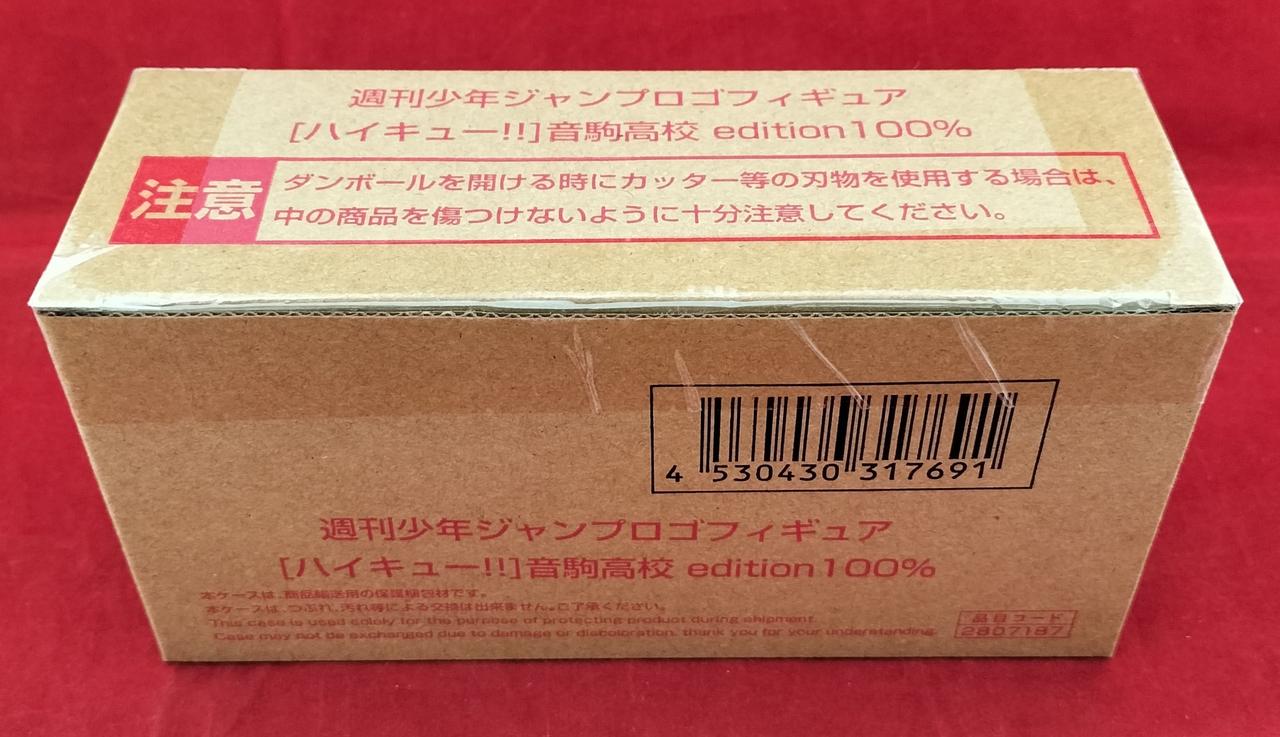 週刊少年ジャンプロゴフィギュア
[ハイキュー!!]音駒高校 edition100%
注意
ダンボールを開ける時にカッター等の刃物を使用する場合は、
中の商品を傷つけないように十分注意してください。
4 530430 317691
週刊少年ジャンプロゴフィギュア
[ハイキュー!!]音駒高校 edition100%
本ケースは、商品輸送用の保護梱包材です。
本ケースは、つぶれ、汚れ等による交換は出来ません。ご了承ください。
This case is used solely for the purpose of protecting product during shipment.
Case may not be exchanged due to damage or discoloration. thank you for your understanding.
品目コード
2807187